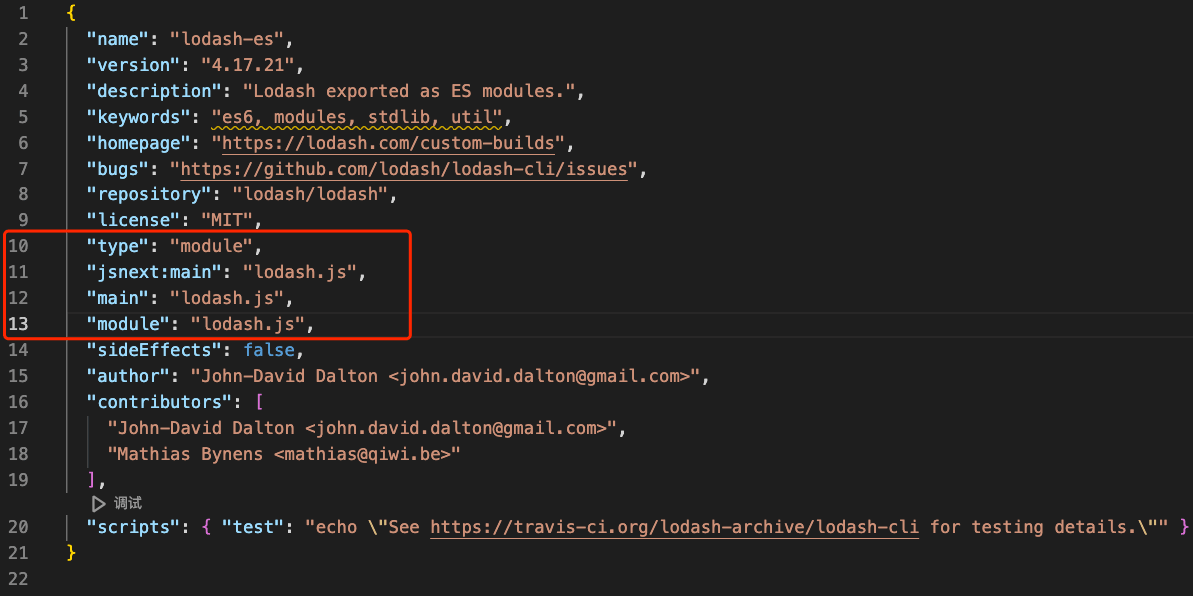 1 {
2 "name": "lodash-es",
3 "version": "4.17.21",
4 "description": "Lodash exported as ES modules.",
5 "keywords": "es6, modules, stdlib, util",
6 "homepage": "https://lodash.com/custom-builds",
7 "bugs": "https://github.com/lodash/lodash-cli/issues",
8 "repository": "lodash/lodash",
9 "license": "MIT",
10 "type": "module",
11 "jsnext:main": "lodash.js",
12 "main": "lodash.js",
13 "module": "lodash.js",
14 "sideEffects": false,
15 "author": "John-David Dalton <john.david.dalton@gmail.com>",
16 "contributors": [
17 "John-David Dalton <john.david.dalton@gmail.com>",
18 "Mathias Bynens <mathias@qiwi.be>"
19 ],
调试
20 "scripts": { "test": "echo \"See https://travis-ci.org/lodash-archive/lodash-cli for testing details.\"" }
21 }
22